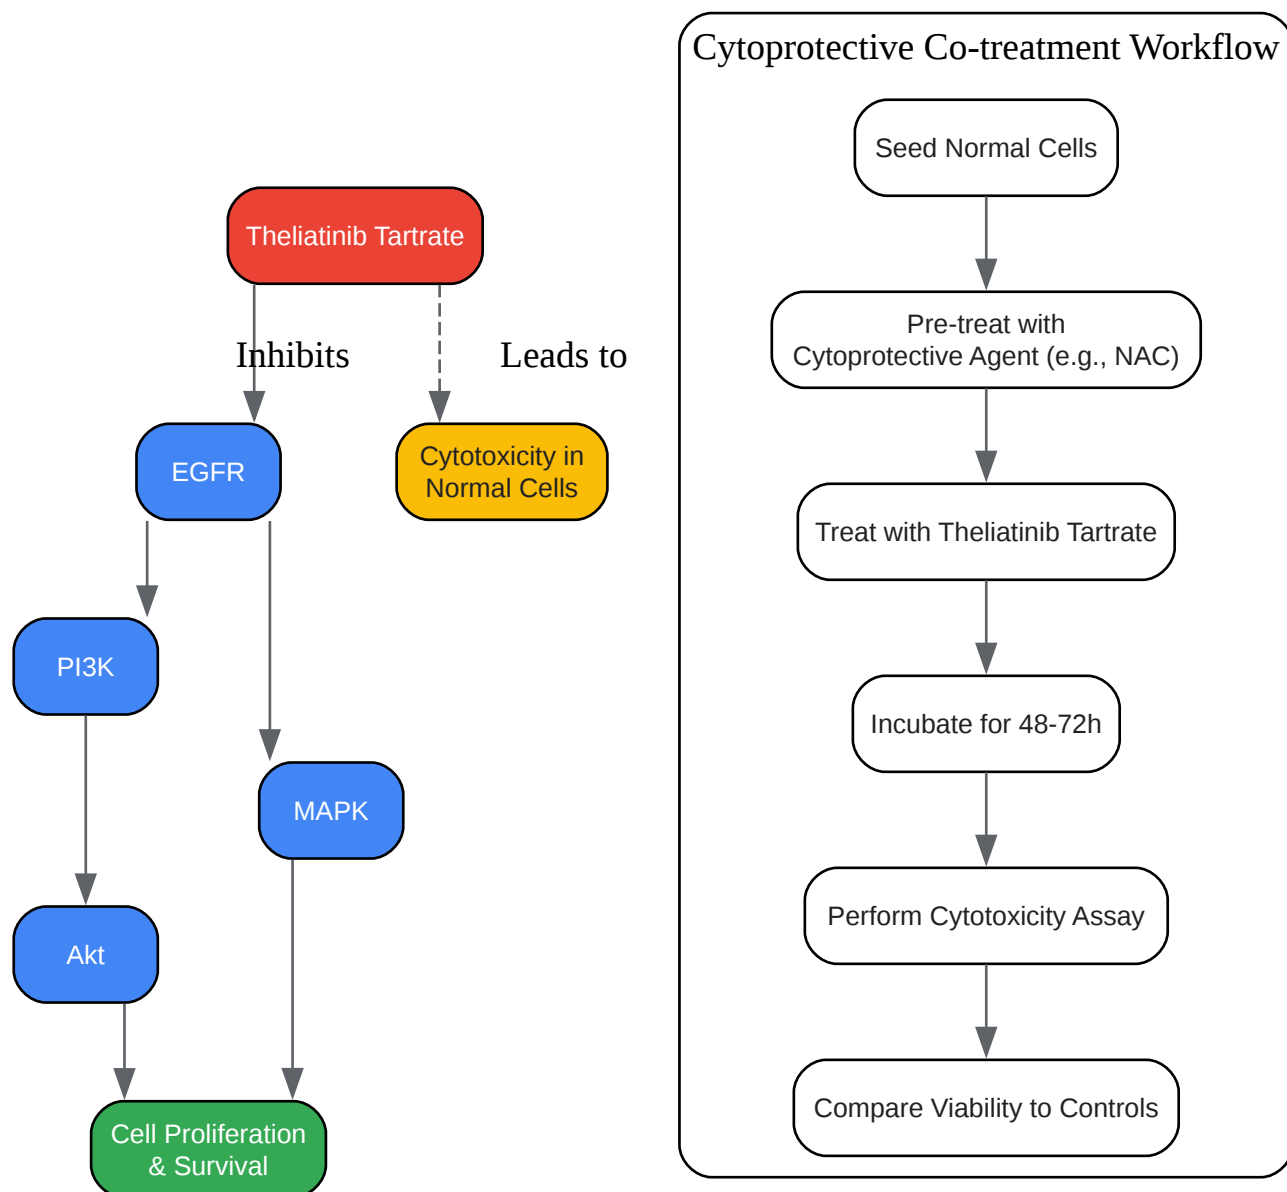 Theliatinib Tartrate
Inhibits
Leads to
EGFR
Cytotoxicity in
Normal Cells
PI3K
MAPK
Akt
Cell Proliferation
& Survival
Cytoprotective Co-treatment Workflow
Seed Normal Cells
Pre-treat with
Cytoprotective Agent (e.g., NAC)
Treat with Theliatinib Tartrate
Incubate for 48-72h
Perform Cytotoxicity Assay
Compare Viability to Controls